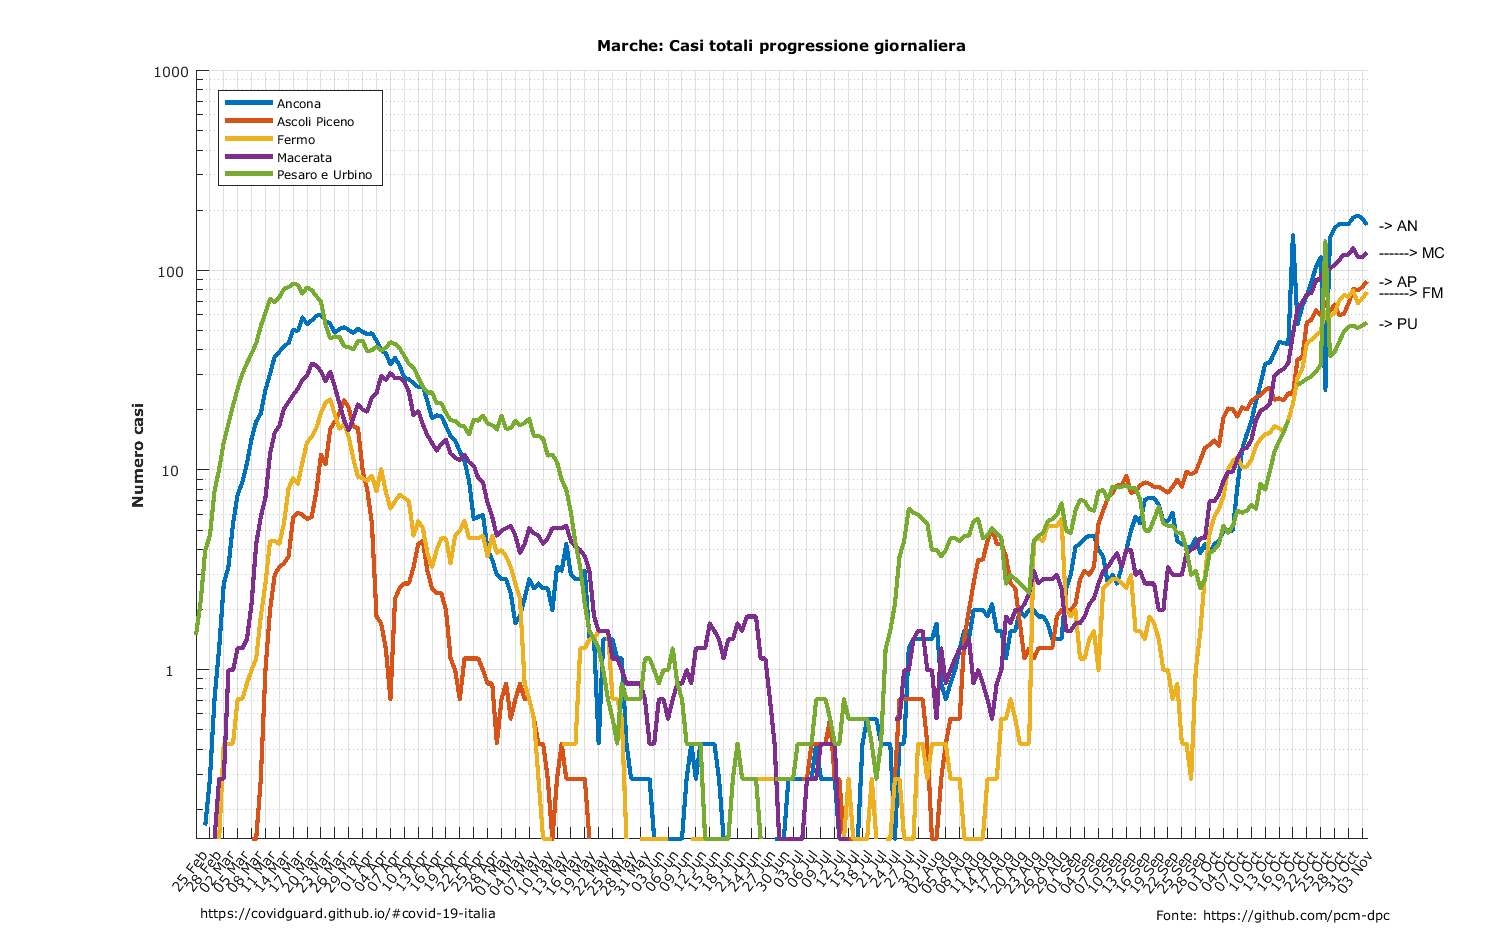 Marche: Casi totali progressione giornaliera
1000
100
10
1
Numero casi
Ancona
Ascoli Piceno
Fermo
Macerata
Pesaro e Urbino
-> AN
------> MC
-> AP
------> FM
-> PU
25 Feb
28 Feb
02 Mar
05 Mar
08 Mar
11 Mar
14 Mar
17 Mar
20 Mar
23 Mar
26 Mar
29 Mar
01 Apr
04 Apr
07 Apr
10 Apr
13 Apr
16 Apr
19 Apr
22 Apr
25 Apr
28 Apr
01 May
04 May
07 May
10 May
13 May
16 May
19 May
22 May
25 May
28 May
31 May
03 Jun
06 Jun
09 Jun
12 Jun
15 Jun
18 Jun
21 Jun
24 Jun
27 Jun
30 Jun
03 Jul
06 Jul
09 Jul
12 Jul
15 Jul
18 Jul
21 Jul
24 Jul
27 Jul
30 Jul
02 Aug
05 Aug
08 Aug
11 Aug
14 Aug
17 Aug
20 Aug
23 Aug
26 Aug
29 Aug
01 Sep
04 Sep
07 Sep
10 Sep
13 Sep
16 Sep
19 Sep
22 Sep
25 Sep
28 Sep
01 Oct
04 Oct
07 Oct
10 Oct
13 Oct
16 Oct
19 Oct
22 Oct
25 Oct
28 Oct
31 Oct
03 Nov
https://covidguard.github.io/#covid-19-italia
Fonte: https://github.com/pcm-dpc